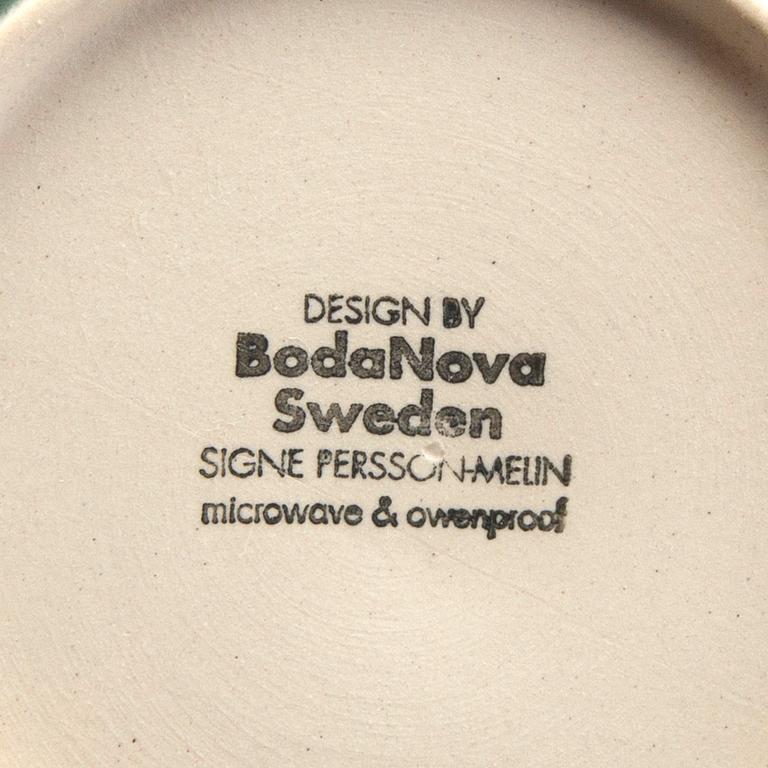 DESIGN BY
BodaNova
Sweden
SIGNE PERSSON-MELIN
microwave & owenproof